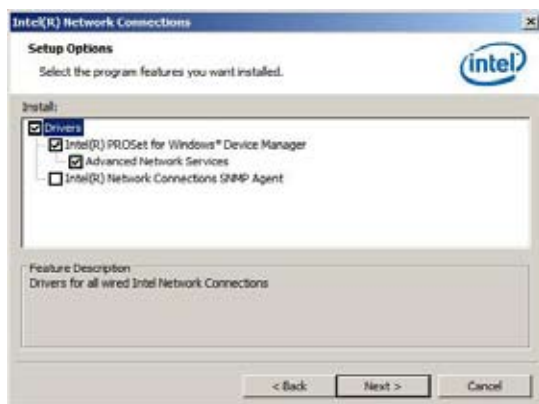 Intel(R) Network Connections
Setup Options
Select the program features you want installed.
intel
Install:
Drivers
Intel(R) PROSet for Windows* Device Manager
Advanced Network Services
Intel(R) Network Connections SNMP Agent
Feature Description
Drivers for all wired Intel Network Connections
< Back
Next >
Cancel